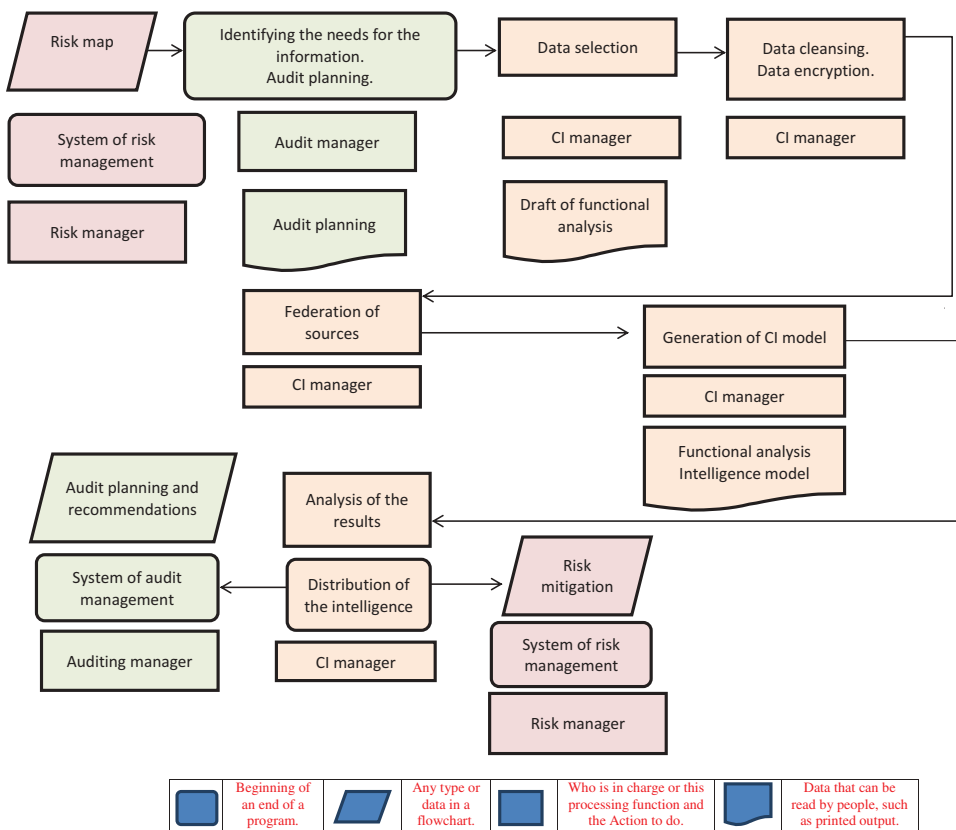 Risk map
Identifying the needs for the
information.
Audit planning.
Data selection
Data cleansing.
Data encryption.
System of risk
management
Audit manager
CI manager
CI manager
Risk manager
Audit planning
Draft of functional
analysis
Federation of
sources
Generation of CI model
CI manager
CI manager
Functional analysis
Intelligence model
Audit planning and
recommendations
Analysis of the
results
System of audit
management
Distribution of
the intelligence
Risk
mitigation
Auditing manager
CI manager
System of risk
management
Risk manager
Beginning of
an end of a
program.
Any type or
data in a
flowchart.
Who is in charge or this
processing function and
the Action to do.
Data that can be
read by people, such
as printed output.